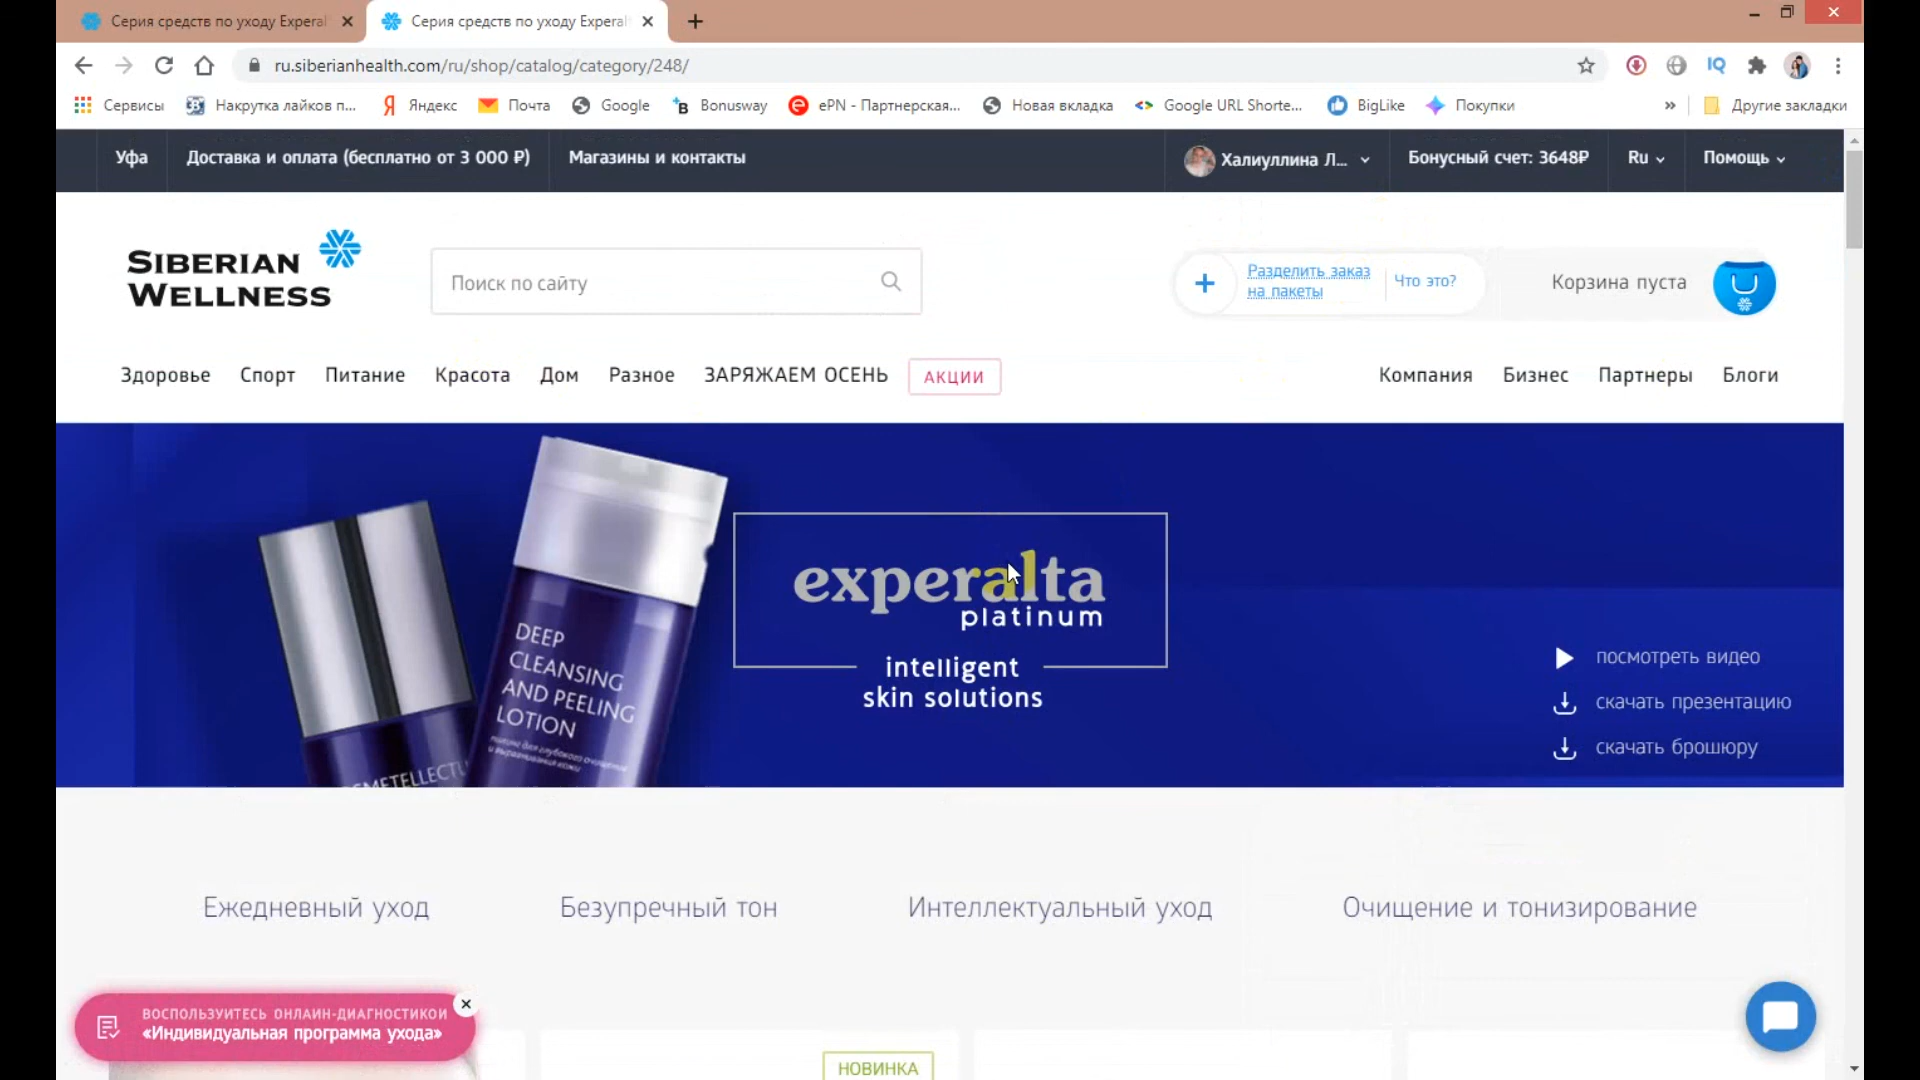 Серия средств по уходу Experal
Серия средств по уходу Experal
ru.siberianhealth.com/ru/shop/catalog/category/248/
IQ
Сервисы
Накрутка лайков п...
Яндекс
Почта
Google
Bonusway
ePN - Партнерская...
Новая вкладка
Google URL Shorte...
BigLike
Покупки
»
Другие закладки
Уфа
Доставка и оплата (бесплатно от 3 000 ₽)
Магазины и контакты
Халиуллина Л...
Бонусный счет: 3648₽
Ru
Помощь
SIBERIAN
WELLNESS
Поиск по сайту
Разделить заказ
на пакеты
Что это?
Корзина пуста
Здоровье
Спорт
Питание
Красота
Дом
Разное
ЗАРЯЖАЕМ ОСЕНЬ
АКЦИИ
Компания
Бизнес
Партнеры
Блоги
DEEP
CLEANSING
AND PEELING
LOTION
experalta
platinum
intelligent
skin solutions
посмотреть видео
скачать презентацию
скачать брошюру
Ежедневный уход
Безупречный тон
Интеллектуальный уход
Очищение и тонизирование
ВОСПОЛЬЗУЙТЕСЬ ОНЛАЙН-ДИАГНОСТИКОЙ
«Индивидуальная программа ухода»
НОВИНКА